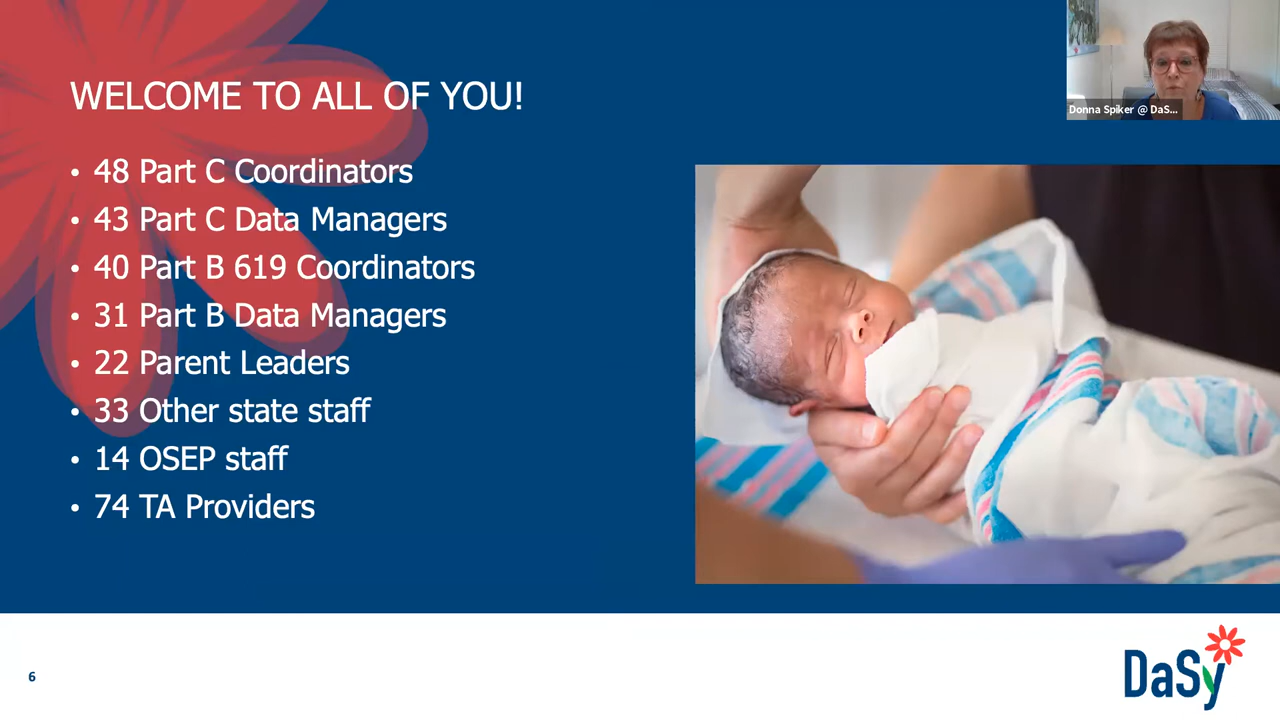 WELCOME TO ALL OF YOU!
• 48 Part C Coordinators
• 43 Part C Data Managers
• 40 Part B 619 Coordinators
• 31 Part B Data Managers
• 22 Parent Leaders
• 33 Other state staff
• 14 OSEP staff
• 74 TA Providers
Donna Spiker @ DaS...
6
DaSy